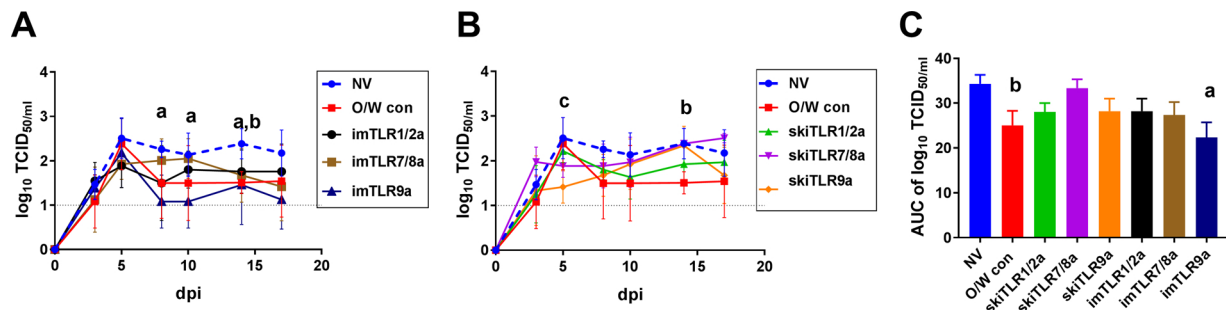 A
log10 TCID50/ml
4
3
2
1
0
0
5
10
15
20
dpi
a
a
a,b
NV
O/W con
imTLR1/2a
imTLR7/8a
imTLR9a
B
log10 TCID50/ml
4
3
2
1
0
0
5
10
15
20
dpi
c
b
NV
O/W con
skiTLR1/2a
skiTLR7/8a
skiTLR9a
C
AUC of log10 TCID50/ml
40
30
20
10
0
b
a
NV
O/W con
skiTLR1/2a
skiTLR7/8a
skiTLR9a
imTLR1/2a
imTLR7/8a
imTLR9a